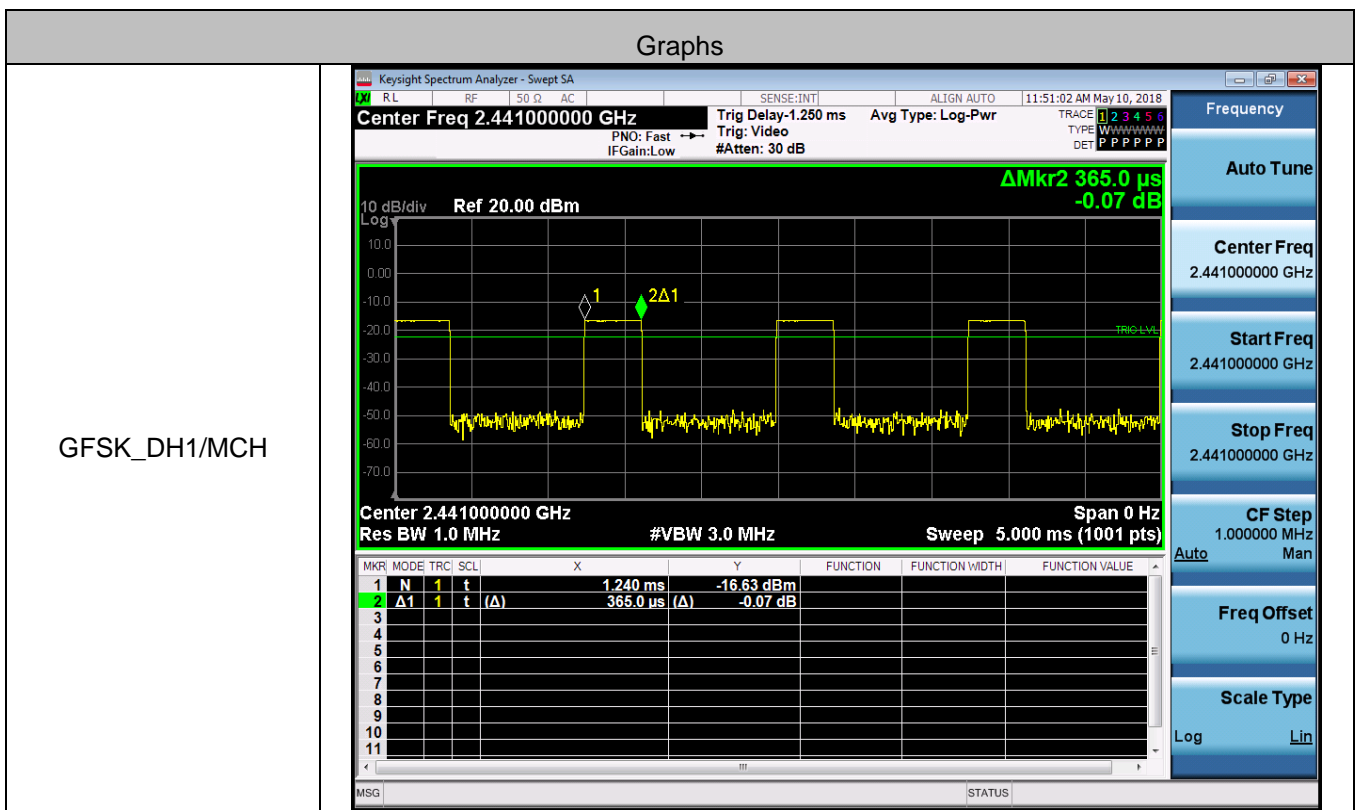 Graphs
GFSK_DH1/MCH
Keysight Spectrum Analyzer - Swept SA
LXI RL RF 50 Ω AC SENSE:INT ALIGN AUTO 11:51:02 AM May 10, 2018
Center Freq 2.441000000 GHz
PNO: Fast
IFGain:Low
Trig Delay-1.250 ms
Trig: Video
#Atten: 30 dB
Avg Type: Log-Pwr
TRACE 1 2 3 4 5 6
TYPE WWWWWW
DET P P P P P P
ΔMkr2 365.0 µs
-0.07 dB
10 dB/div Ref 20.00 dBm
Log
10.0
0.00
-10.0
-20.0
-30.0
-40.0
-50.0
-60.0
-70.0
1
2Δ1
TRIG LVL
Center 2.441000000 GHz Span 0 Hz
Res BW 1.0 MHz #VBW 3.0 MHz Sweep 5.000 ms (1001 pts)
MKR MODE TRC SCL X Y FUNCTION FUNCTION WIDTH FUNCTION VALUE
1 N 1 t 1.240 ms -16.63 dBm
2 Δ1 1 t (Δ) 365.0 µs (Δ) -0.07 dB
3
4
5
6
7
8
9
10
11
MSG STATUS
Frequency
Auto Tune
Center Freq
2.441000000 GHz
Start Freq
2.441000000 GHz
Stop Freq
2.441000000 GHz
CF Step
1.000000 MHz
Auto Man
Freq Offset
0 Hz
Scale Type
Log Lin